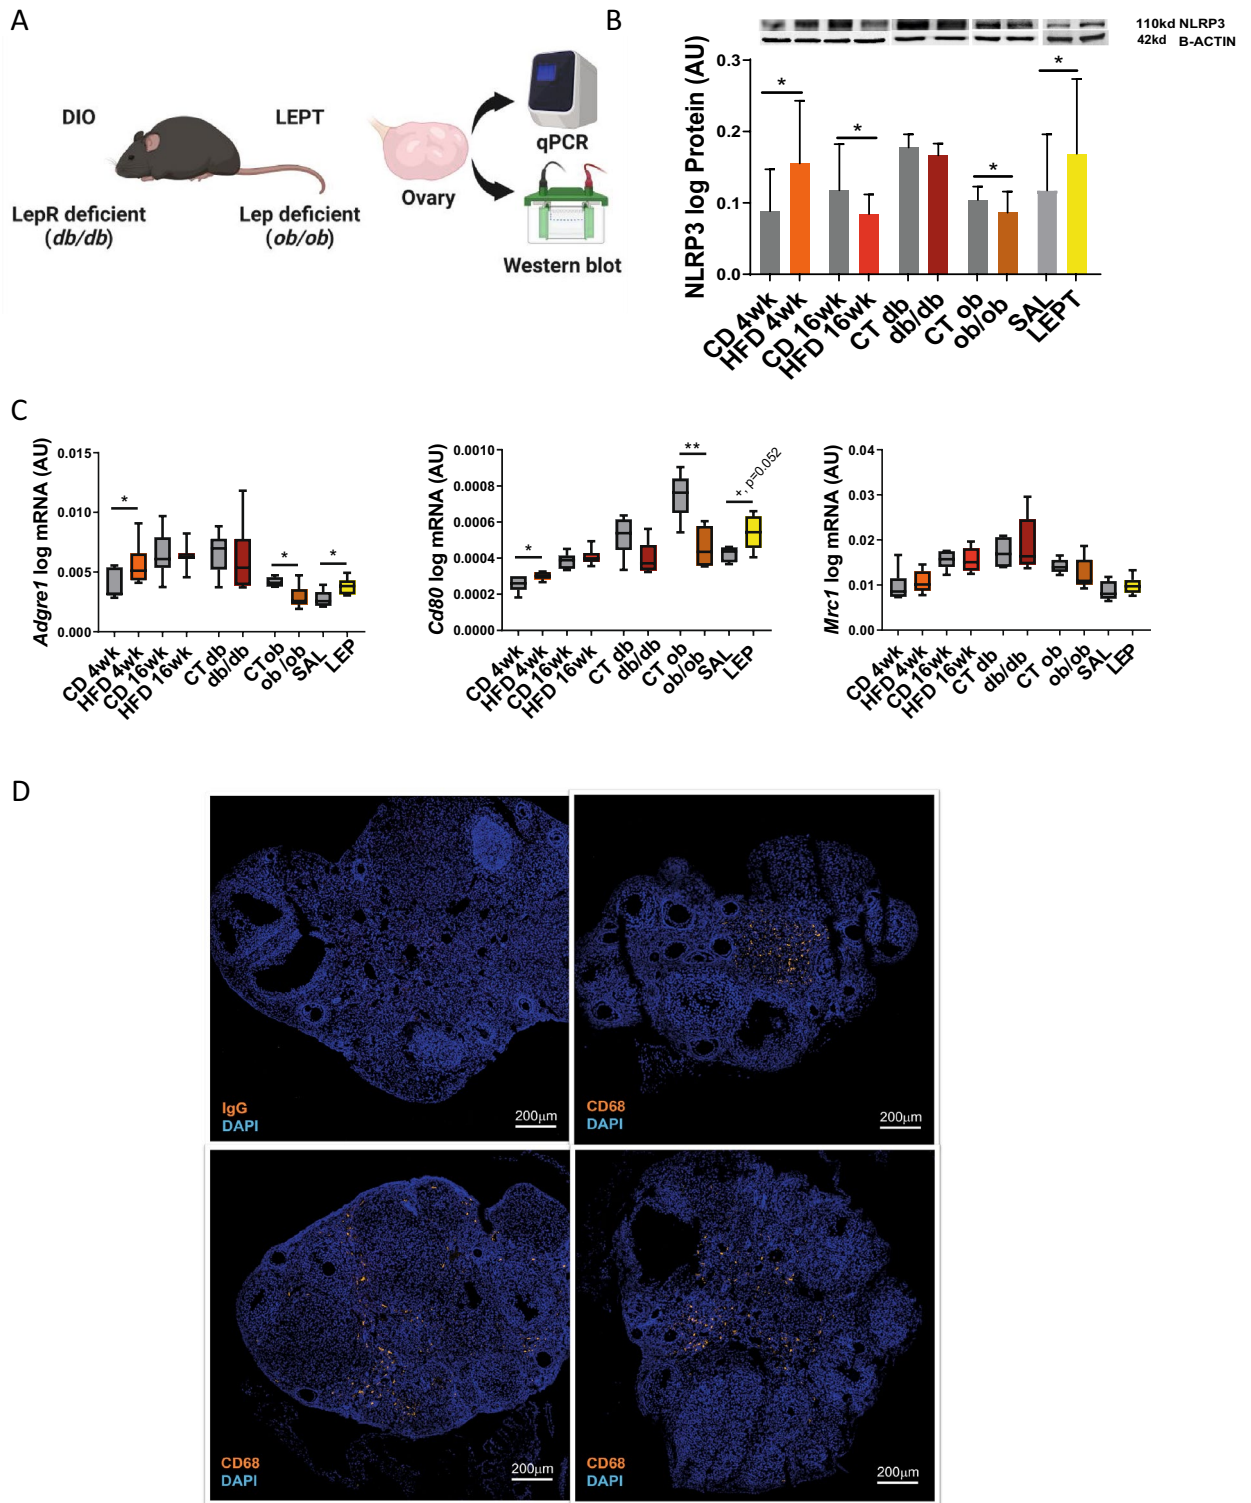 A
DIO
LEPT
LepR deficient
(db/db)
Lep deficient
(ob/ob)
Ovary
qPCR
Western blot
B
110kd NLRP3
42kd B-ACTIN
NLRP3 log Protein (AU)
0.3
0.2
0.1
0.0
*
*
*
*
CD 4wk
HFD 4wk
CD 16wk
HFD 16wk
CT db
db/db
CT ob
ob/ob
SAL
LEPT
C
Adgre1 log mRNA (AU)
0.015
0.010
0.005
0.000
*
*
*
CD 4wk
HFD 4wk
CD 16wk
HFD 16wk
CT db
db/db
CT ob
ob /ob
SAL
LEP
Cd80 log mRNA (AU)
0.0010
0.0008
0.0006
0.0004
0.0002
0.0000
*
**
+, p=0.052
CD 4wk
HFD 4wk
CD 16wk
HFD 16wk
CT db
db/db
CT ob
ob/ob
SAL
LEP
Mrc1 log mRNA (AU)
0.04
0.03
0.02
0.01
0.00
CD 4wk
HFD 4wk
CD 16wk
HFD 16wk
CT db
db/db
CT ob
ob/ob
SAL
LEP
D
IgG
DAPI
200µm
CD68
DAPI
200µm
CD68
DAPI
200µm
CD68
DAPI
200µm